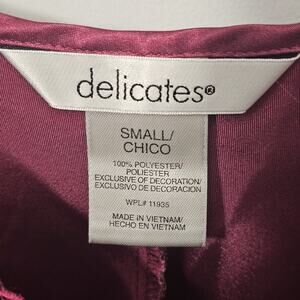 delicates®
SMALL/
CHICO
100% POLYESTER/
POLIESTER
EXCLUSIVE OF DECORATION/
EXCLUSIVO DE DECORACION
WPL# 11935
MADE IN VIETNAM/
HECHO EN VIETNAM